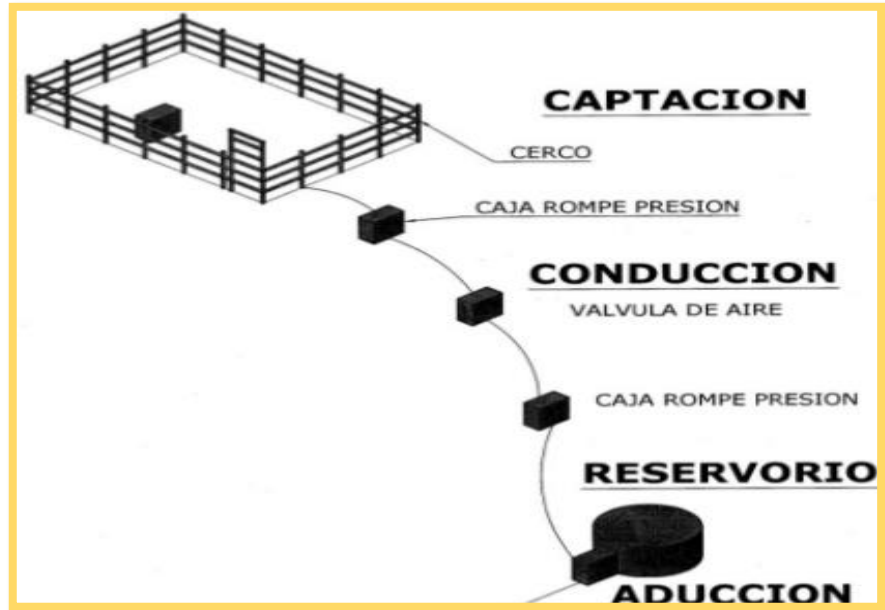 CAPTACION
CERCO
CAJA ROMPE PRESION
CONDUCCION
VALVULA DE AIRE
CAJA ROMPE PRESION
RESERVORIO
ADUCCION